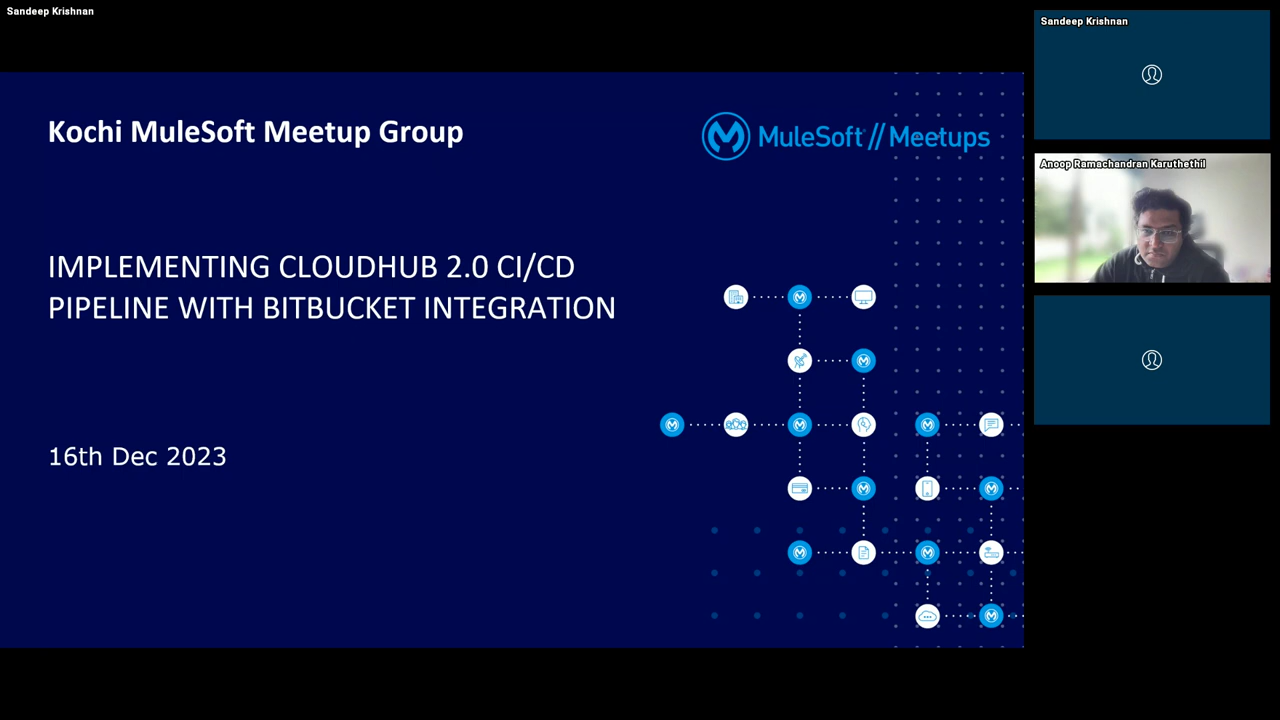 Sandeep Krishnan
Kochi MuleSoft Meetup Group
MuleSoft // Meetups
IMPLEMENTING CLOUDHUB 2.0 CI/CD
PIPELINE WITH BITBUCKET INTEGRATION
16th Dec 2023
Sandeep Krishnan
Anoop Ramachandran Karuthethil